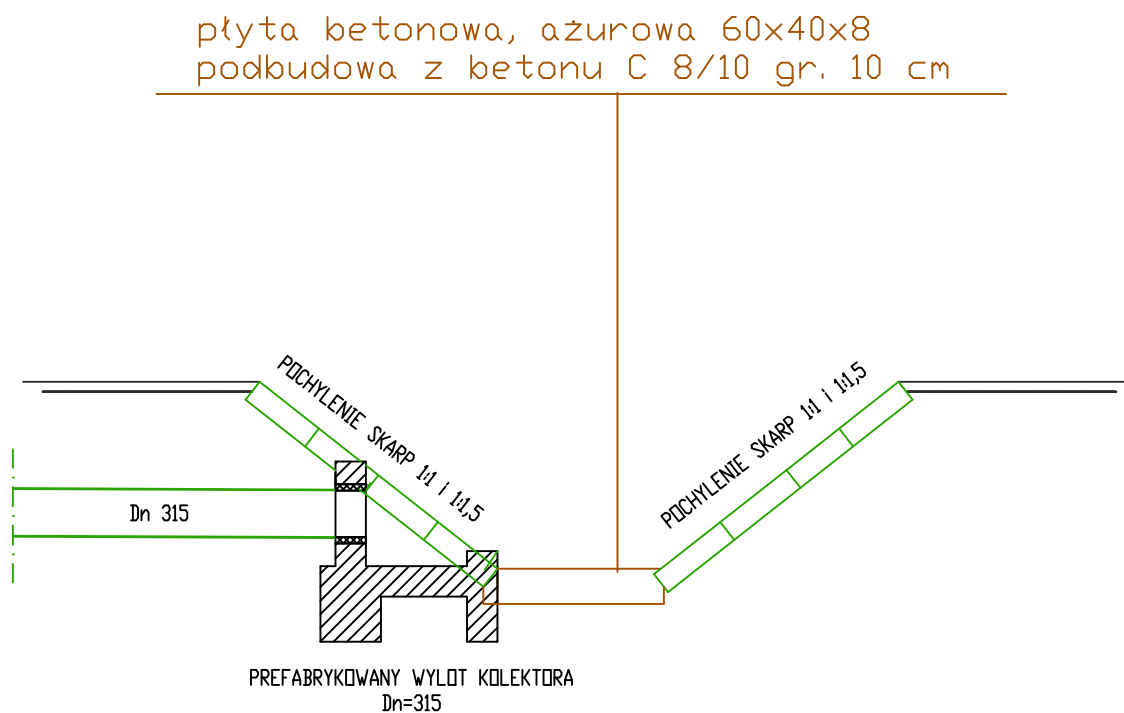 płyta betonowa, ażurowa 60x40x8
podbudowa z betonu C 8/10 gr. 10 cm
POCHYLENIE SKARP 1:1 i 1:1,5
POCHYLENIE SKARP 1:1 i 1:1,5
Dn 315
PREFABRYKOWANY WYLOT KOLEKTORA
Dn=315